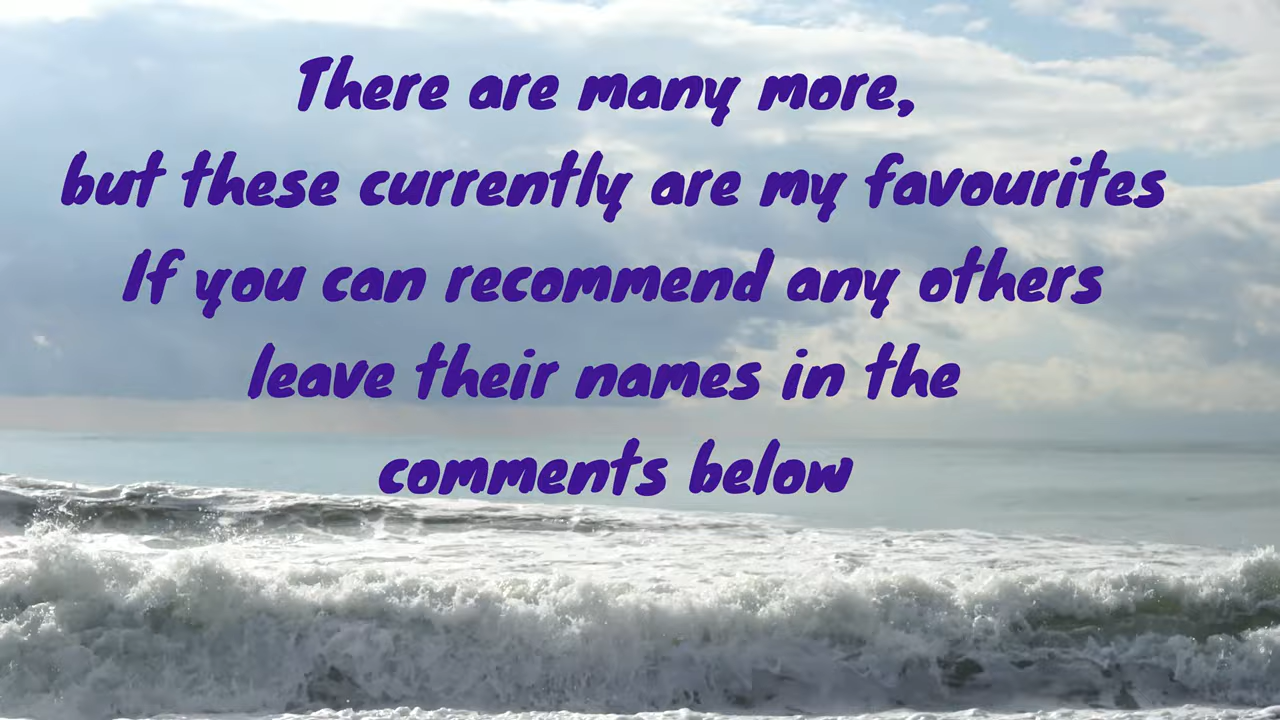 There are many more,
but these currently are my favourites
If you can recommend any others
leave their names in the
comments below